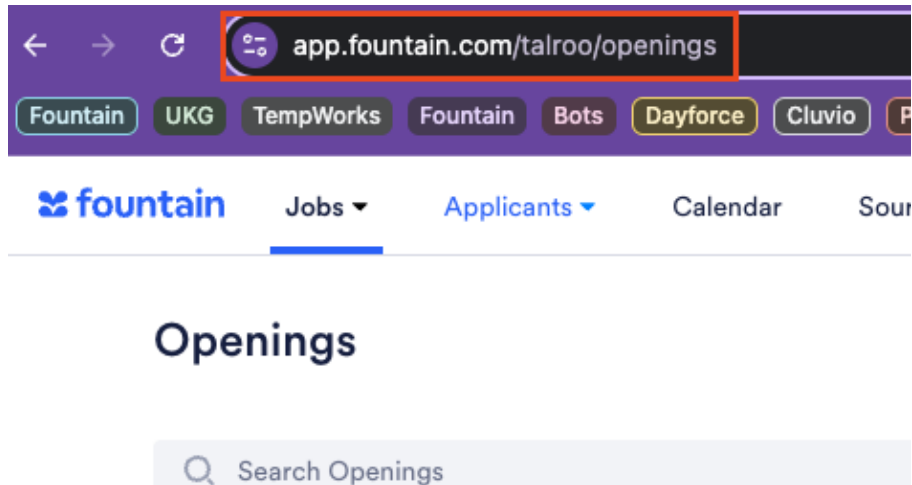 app.fountain.com/talroo/openings
Fountain UKG TempWorks Fountain Bots Dayforce Cluvio P
fountain Jobs Applicants Calendar Sour
Openings
Search Openings